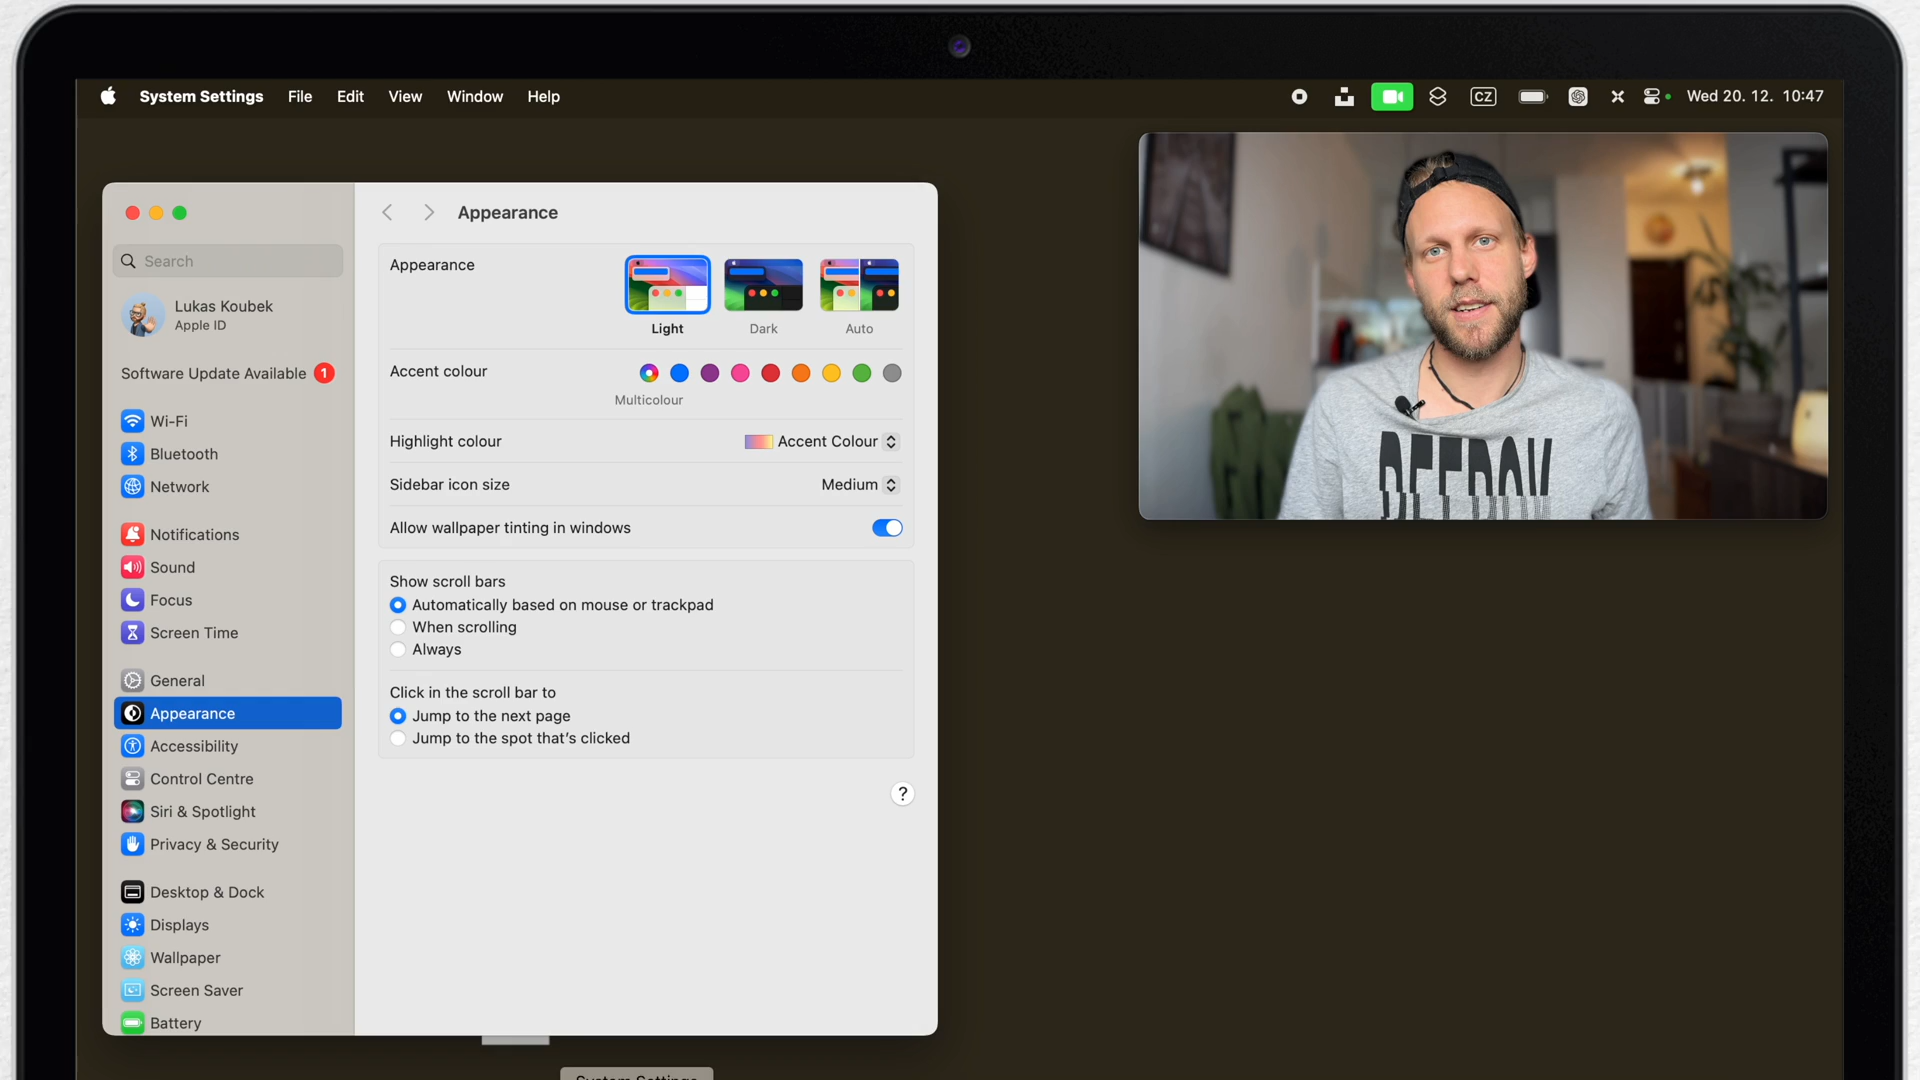 System Settings File Edit View Window Help
CZ
Wed 20. 12. 10:47
Appearance
Search
Lukas Koubek
Apple ID
Software Update Available 1
Wi-Fi
Bluetooth
Network
Notifications
Sound
Focus
Screen Time
General
Appearance
Accessibility
Control Centre
Siri & Spotlight
Privacy & Security
Desktop & Dock
Displays
Wallpaper
Screen Saver
Battery
Appearance
Light
Dark
Auto
Accent colour
Multicolour
Highlight colour
Accent Colour
Sidebar icon size
Medium
Allow wallpaper tinting in windows
Show scroll bars
Automatically based on mouse or trackpad
When scrolling
Always
Click in the scroll bar to
Jump to the next page
Jump to the spot that's clicked
?
System Settings